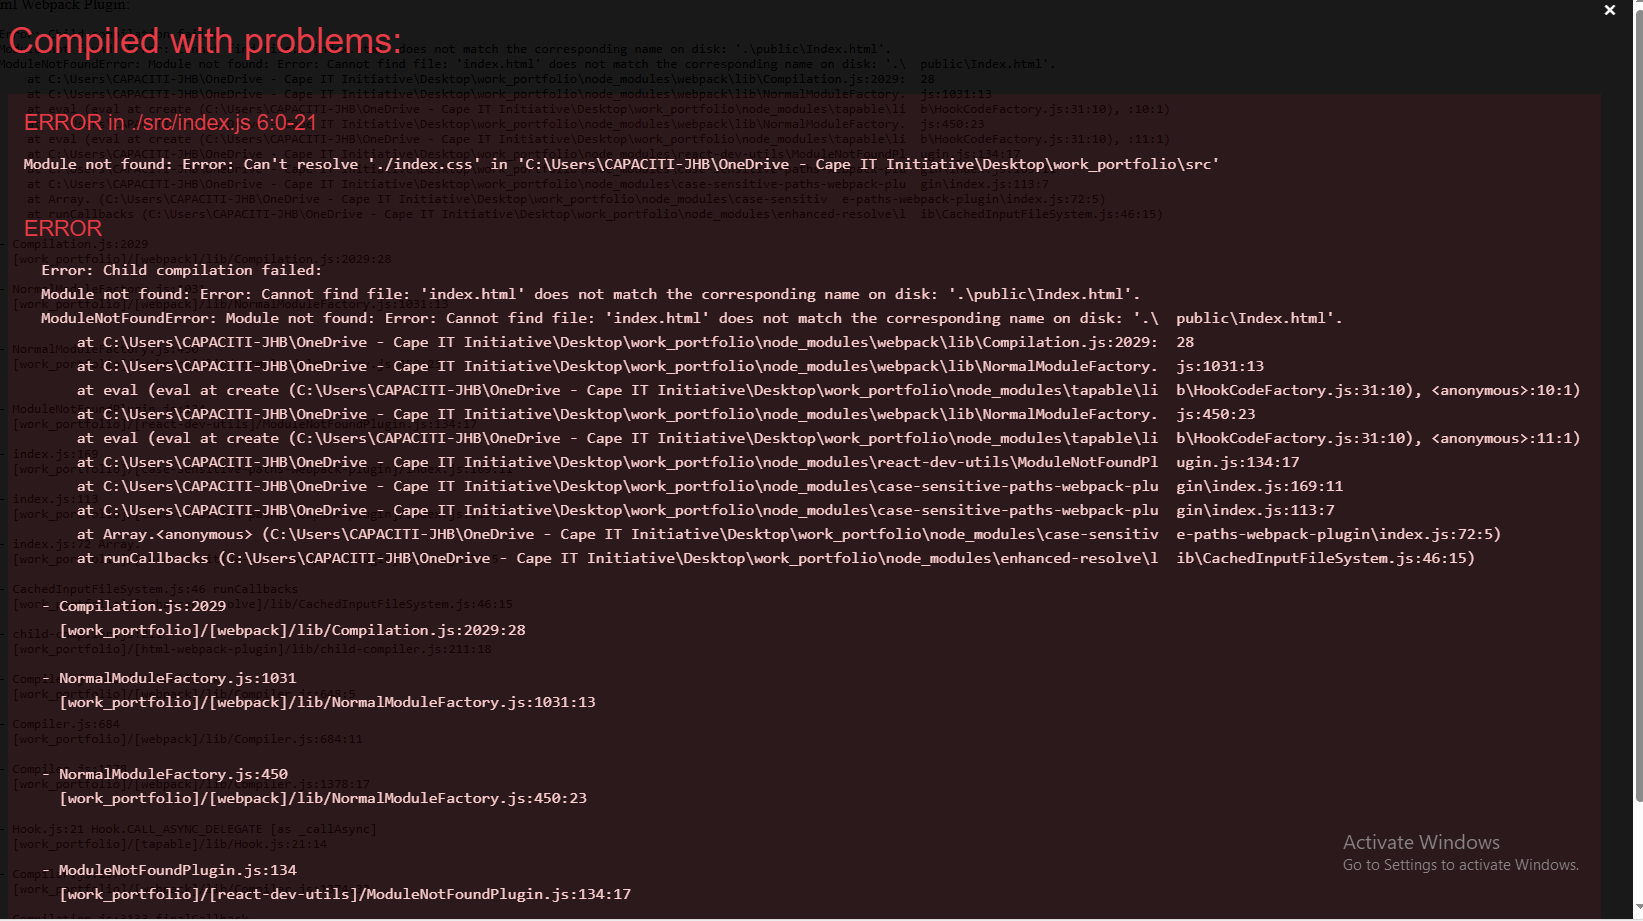 ml Webpack Plugin:
×
Compiled with problems:
ERROR in ./src/index.js 6:0-21
Module not found: Error: Can't resolve './index.css' in 'C:\Users\CAPACITI-JHB\OneDrive - Cape IT Initiative\Desktop\work_portfolio\src'
ERROR
Error: Child compilation failed:
Module not found: Error: Cannot find file: 'index.html' does not match the corresponding name on disk: '.\public\Index.html'.
ModuleNotFoundError: Module not found: Error: Cannot find file: 'index.html' does not match the corresponding name on disk: '.\  public\Index.html'.
at C:\Users\CAPACITI-JHB\OneDrive - Cape IT Initiative\Desktop\work_portfolio\node_modules\webpack\lib\Compilation.js:2029:  28
at C:\Users\CAPACITI-JHB\OneDrive - Cape IT Initiative\Desktop\work_portfolio\node_modules\webpack\lib\NormalModuleFactory.  js:1031:13
at eval (eval at create (C:\Users\CAPACITI-JHB\OneDrive - Cape IT Initiative\Desktop\work_portfolio\node_modules\tapable\li  b\HookCodeFactory.js:31:10), <anonymous>:10:1)
at C:\Users\CAPACITI-JHB\OneDrive - Cape IT Initiative\Desktop\work_portfolio\node_modules\webpack\lib\NormalModuleFactory.  js:450:23
at eval (eval at create (C:\Users\CAPACITI-JHB\OneDrive - Cape IT Initiative\Desktop\work_portfolio\node_modules\tapable\li  b\HookCodeFactory.js:31:10), <anonymous>:11:1)
at C:\Users\CAPACITI-JHB\OneDrive - Cape IT Initiative\Desktop\work_portfolio\node_modules\react-dev-utils\ModuleNotFoundPl  ugin.js:134:17
at C:\Users\CAPACITI-JHB\OneDrive - Cape IT Initiative\Desktop\work_portfolio\node_modules\case-sensitive-paths-webpack-plu  gin\index.js:169:11
at C:\Users\CAPACITI-JHB\OneDrive - Cape IT Initiative\Desktop\work_portfolio\node_modules\case-sensitive-paths-webpack-plu  gin\index.js:113:7
at Array.<anonymous> (C:\Users\CAPACITI-JHB\OneDrive - Cape IT Initiative\Desktop\work_portfolio\node_modules\case-sensitiv  e-paths-webpack-plugin\index.js:72:5)
at runCallbacks (C:\Users\CAPACITI-JHB\OneDrive - Cape IT Initiative\Desktop\work_portfolio\node_modules\enhanced-resolve\l  ib\CachedInputFileSystem.js:46:15)
- Compilation.js:2029
[work_portfolio]/[webpack]/lib/Compilation.js:2029:28
- NormalModuleFactory.js:1031
[work_portfolio]/[webpack]/lib/NormalModuleFactory.js:1031:13
- NormalModuleFactory.js:450
[work_portfolio]/[webpack]/lib/NormalModuleFactory.js:450:23
- ModuleNotFoundPlugin.js:134
[work_portfolio]/[react-dev-utils]/ModuleNotFoundPlugin.js:134:17
Activate Windows
Go to Settings to activate Windows.